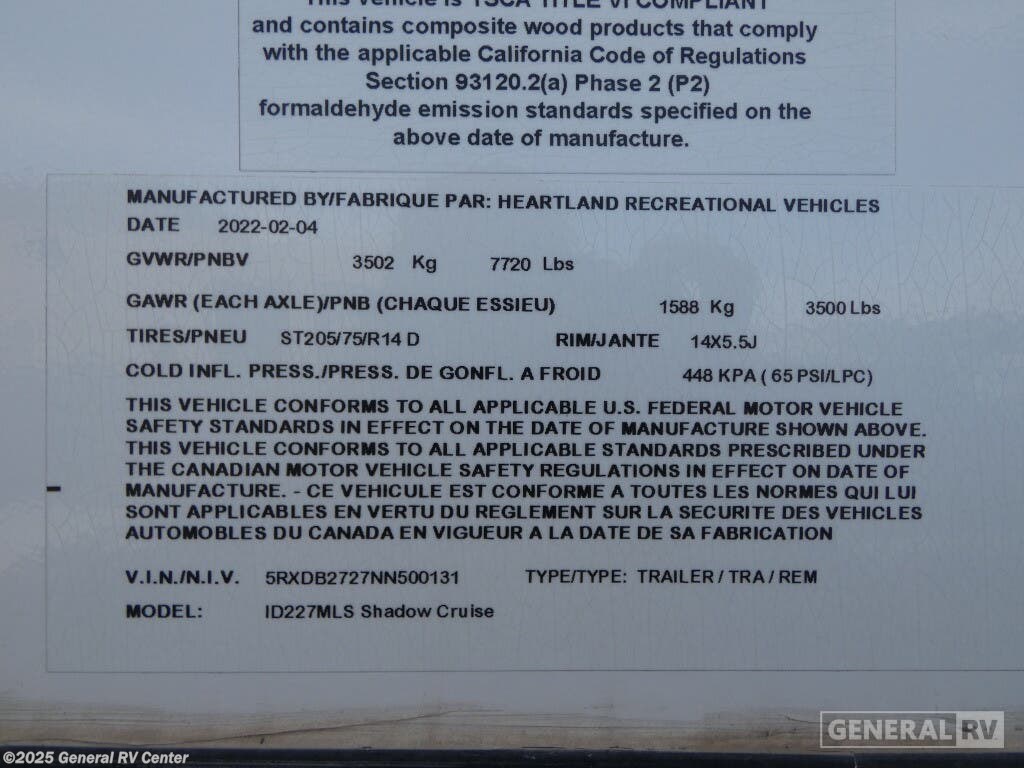 This vehicle is TSCA TITLE VI COMPLIANT
and contains composite wood products that comply
with the applicable California Code of Regulations
Section 93120.2(a) Phase 2 (P2)
formaldehyde emission standards specified on the
above date of manufacture.
MANUFACTURED BY/FABRIQUE PAR: HEARTLAND RECREATIONAL VEHICLES
DATE 2022-02-04
GVWR/PNBV 3502 Kg 7720 Lbs
GAWR (EACH AXLE)/PNB (CHAQUE ESSIEU) 1588 Kg 3500 Lbs
TIRES/PNEU ST205/75/R14 D RIM/JANTE 14X5.5J
COLD INFL. PRESS./PRESS. DE GONFL. A FROID 448 KPA ( 65 PSI/LPC)
THIS VEHICLE CONFORMS TO ALL APPLICABLE U.S. FEDERAL MOTOR VEHICLE
SAFETY STANDARDS IN EFFECT ON THE DATE OF MANUFACTURE SHOWN ABOVE.
THIS VEHICLE CONFORMS TO ALL APPLICABLE STANDARDS PRESCRIBED UNDER
THE CANADIAN MOTOR VEHICLE SAFETY REGULATIONS IN EFFECT ON DATE OF
MANUFACTURE. - CE VEHICULE EST CONFORME A TOUTES LES NORMES QUI LUI
SONT APPLICABLES EN VERTU DU REGLEMENT SUR LA SECURITE DES VEHICLES
AUTOMOBLES DU CANADA EN VIGUEUR A LA DATE DE SA FABRICATION
V.I.N./N.I.V. 5RXDB2727NN500131 TYPE/TYPE: TRAILER / TRA / REM
MODEL: ID227MLS Shadow Cruise
GENERAL RV
©2025 General RV Center